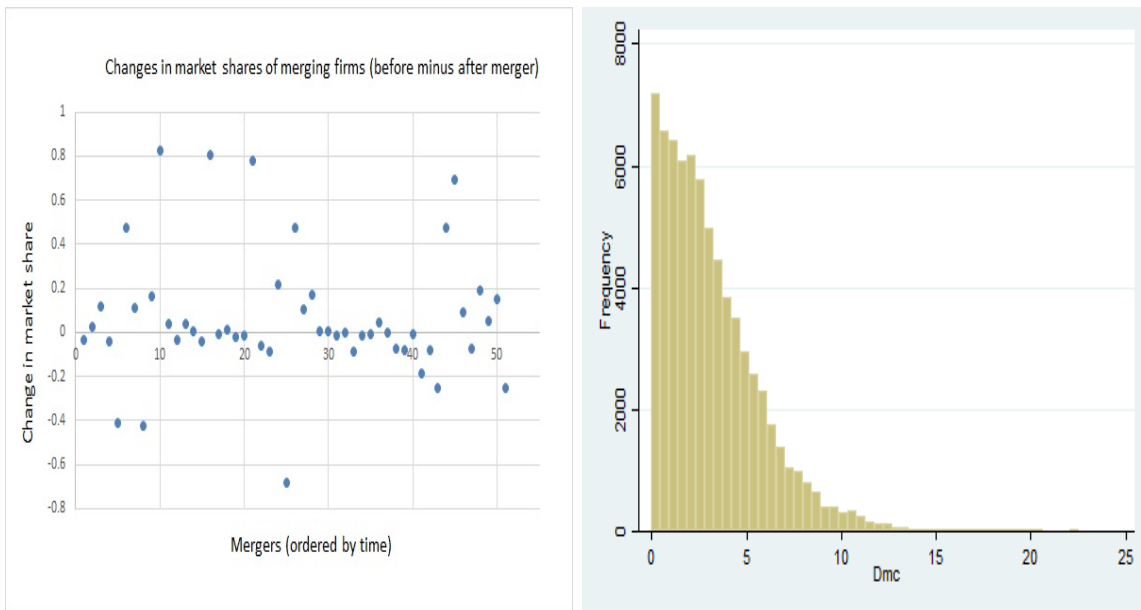 Changes in market shares of merging firms (before minus after merger)
1
0.8
0.6
0.4
0.2
0
-0.2
-0.4
-0.6
-0.8
0 10 20 30 40 50
Change in market share
Mergers (ordered by time)
8000
6000
4000
2000
0
Frequency
0 5 10 15 20 25
Dmc